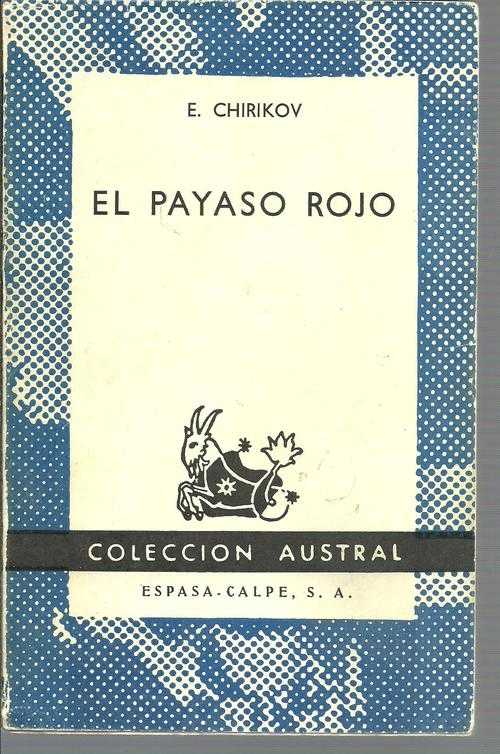 E. CHIRIKOV
EL PAYASO ROJO
COLECCION AUSTRAL
ESPASA-CALPE, S. A.